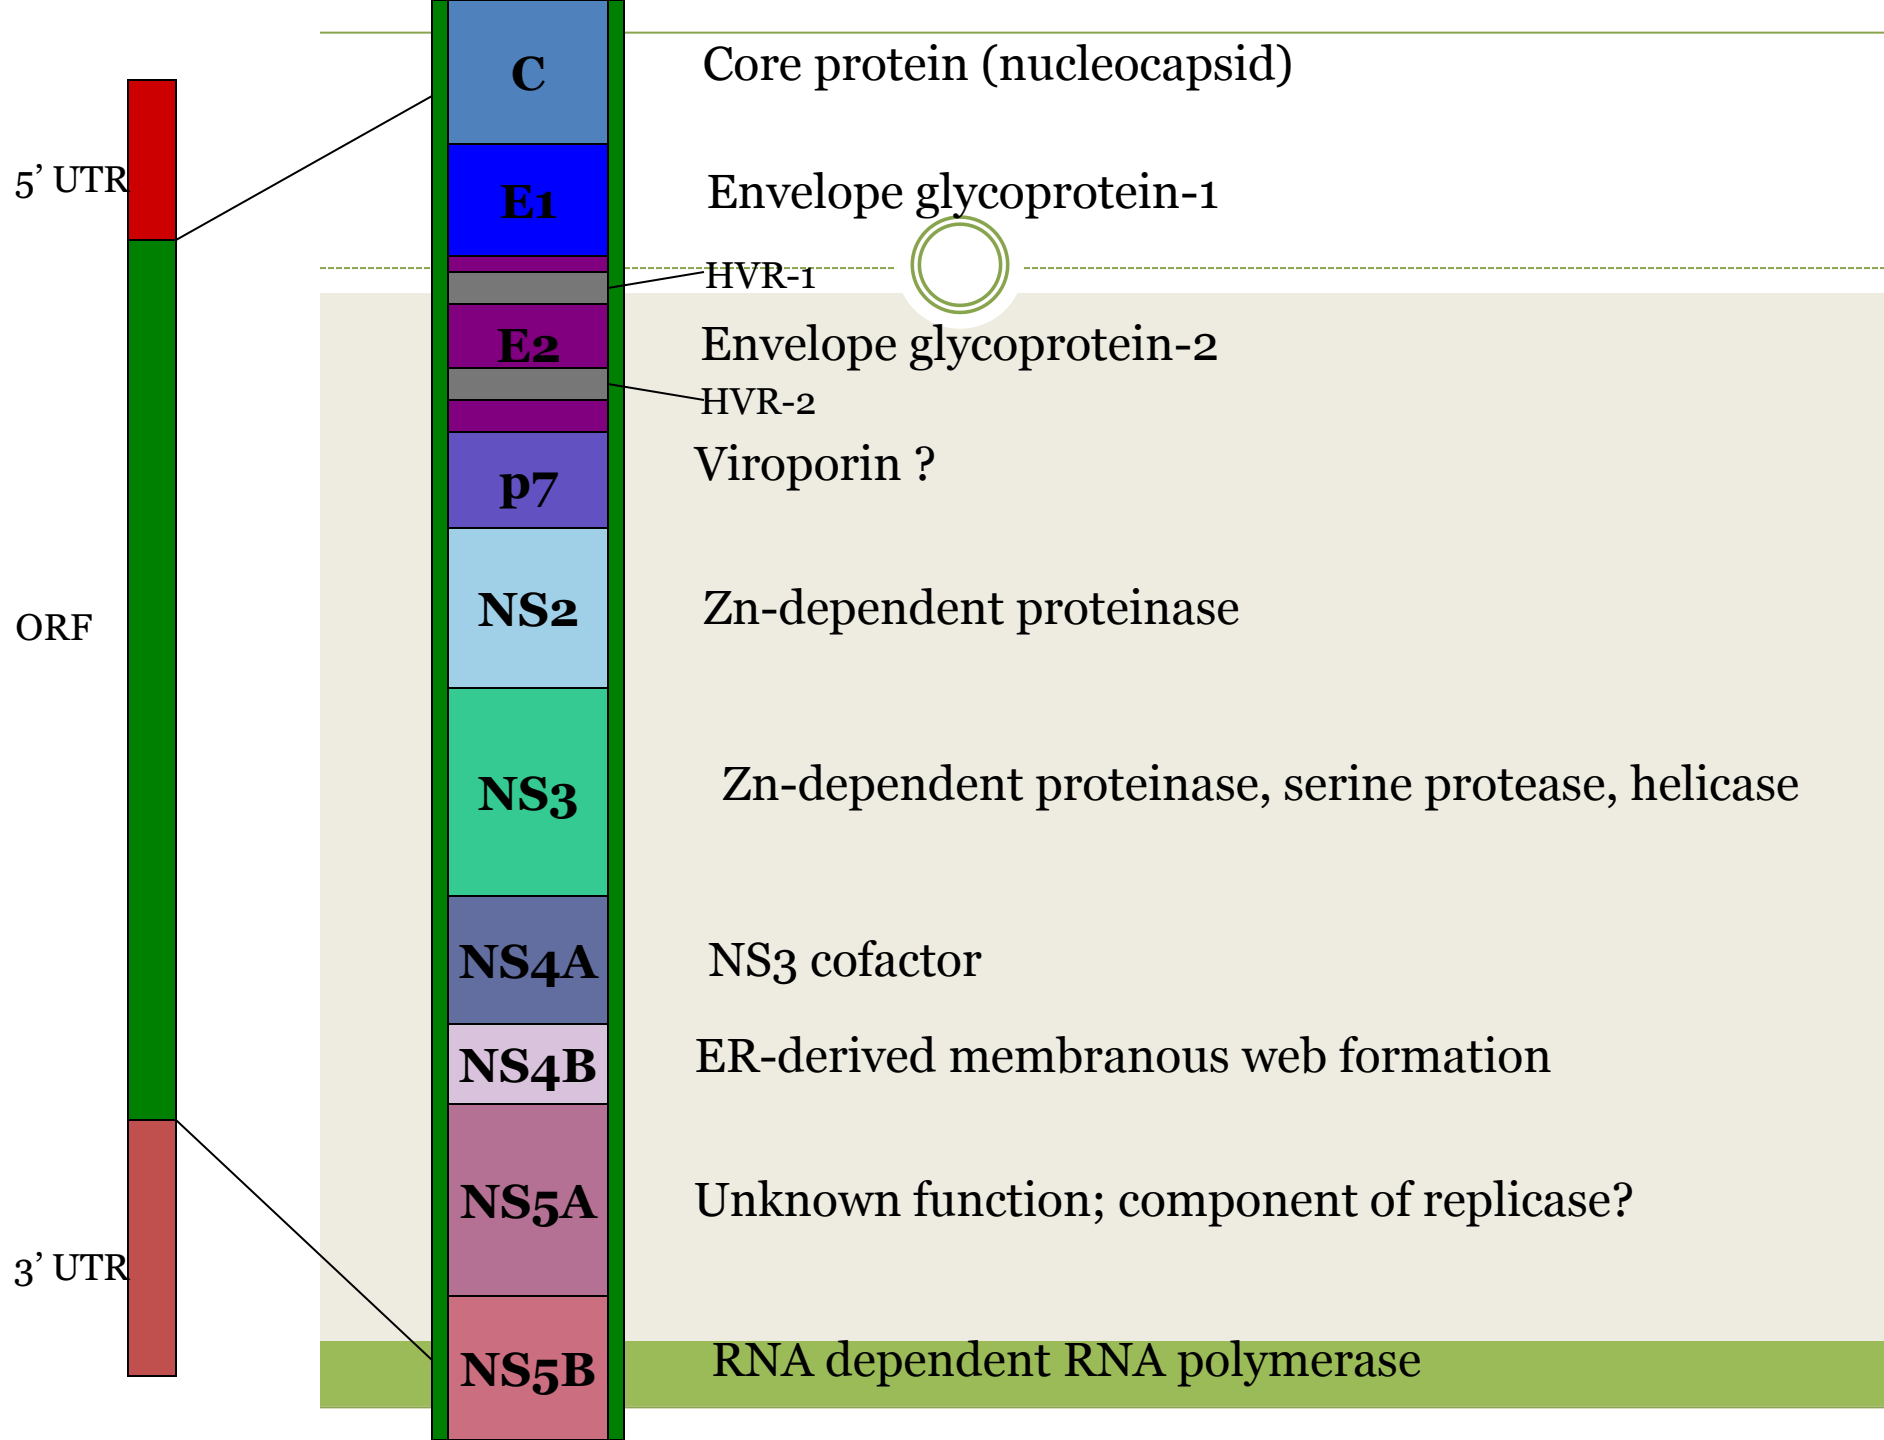 C
Core protein (nucleocapsid)
5’ UTR
E1
Envelope glycoprotein-1
HVR-1
E2
Envelope glycoprotein-2
HVR-2
p7
Viroporin ?
NS2
Zn-dependent proteinase
ORF
NS3
Zn-dependent proteinase, serine protease, helicase
NS4A
NS3 cofactor
NS4B
ER-derived membranous web formation
NS5A
Unknown function; component of replicase?
3’ UTR
NS5B
RNA dependent RNA polymerase